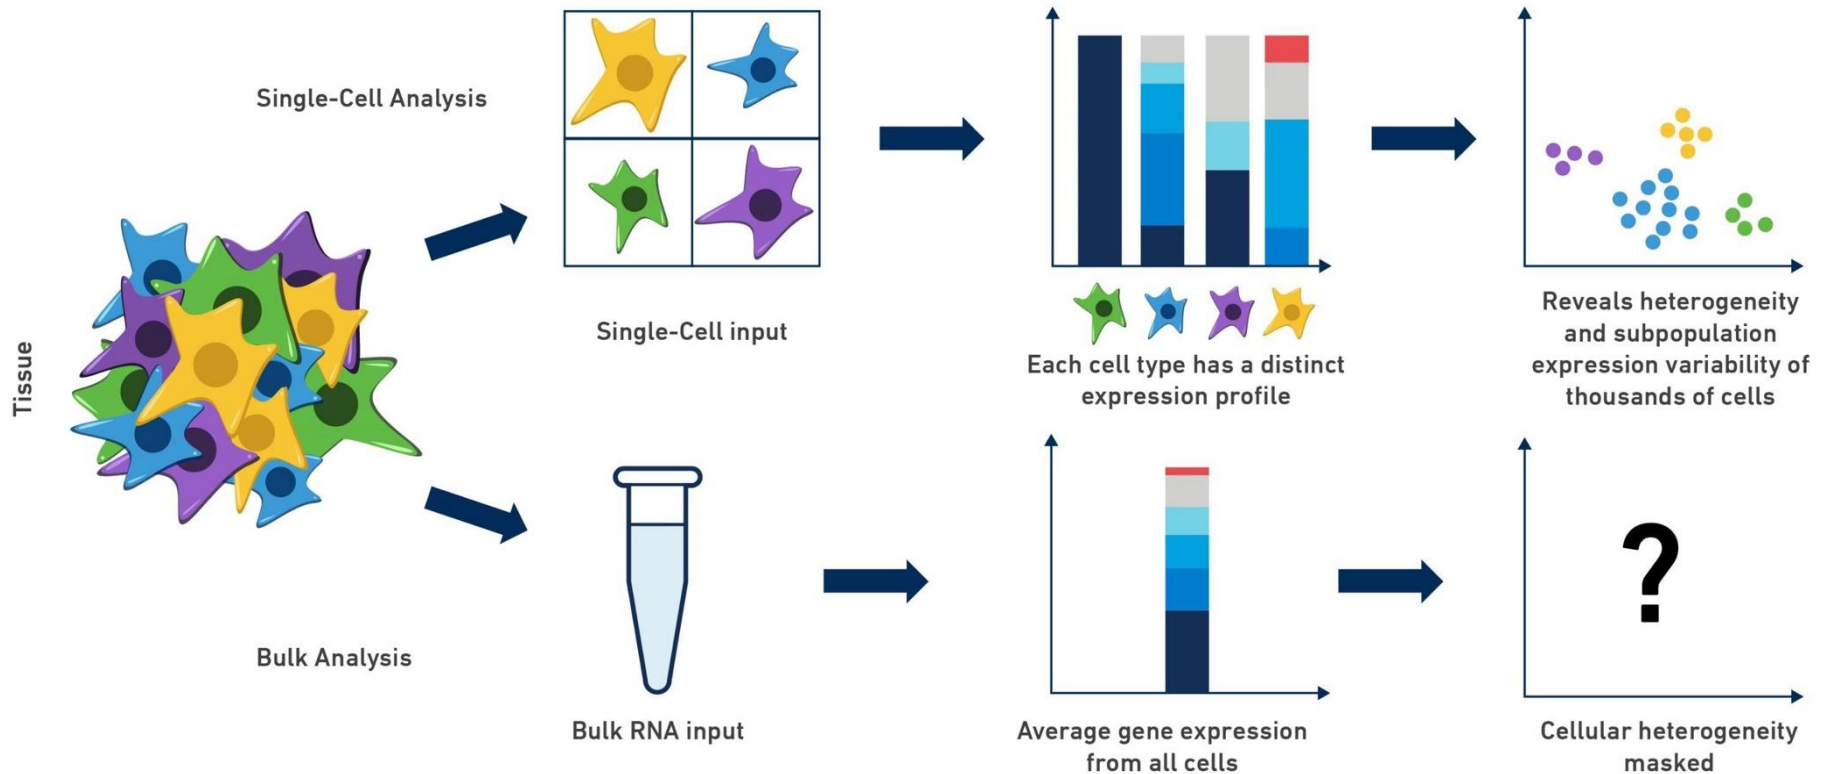 Tissue
Single-Cell Analysis
Single-Cell input
Each cell type has a distinct
expression profile
Reveals heterogeneity
and subpopulation
expression variability of
thousands of cells
Bulk Analysis
Bulk RNA input
Average gene expression
from all cells
?
Cellular heterogeneity
masked